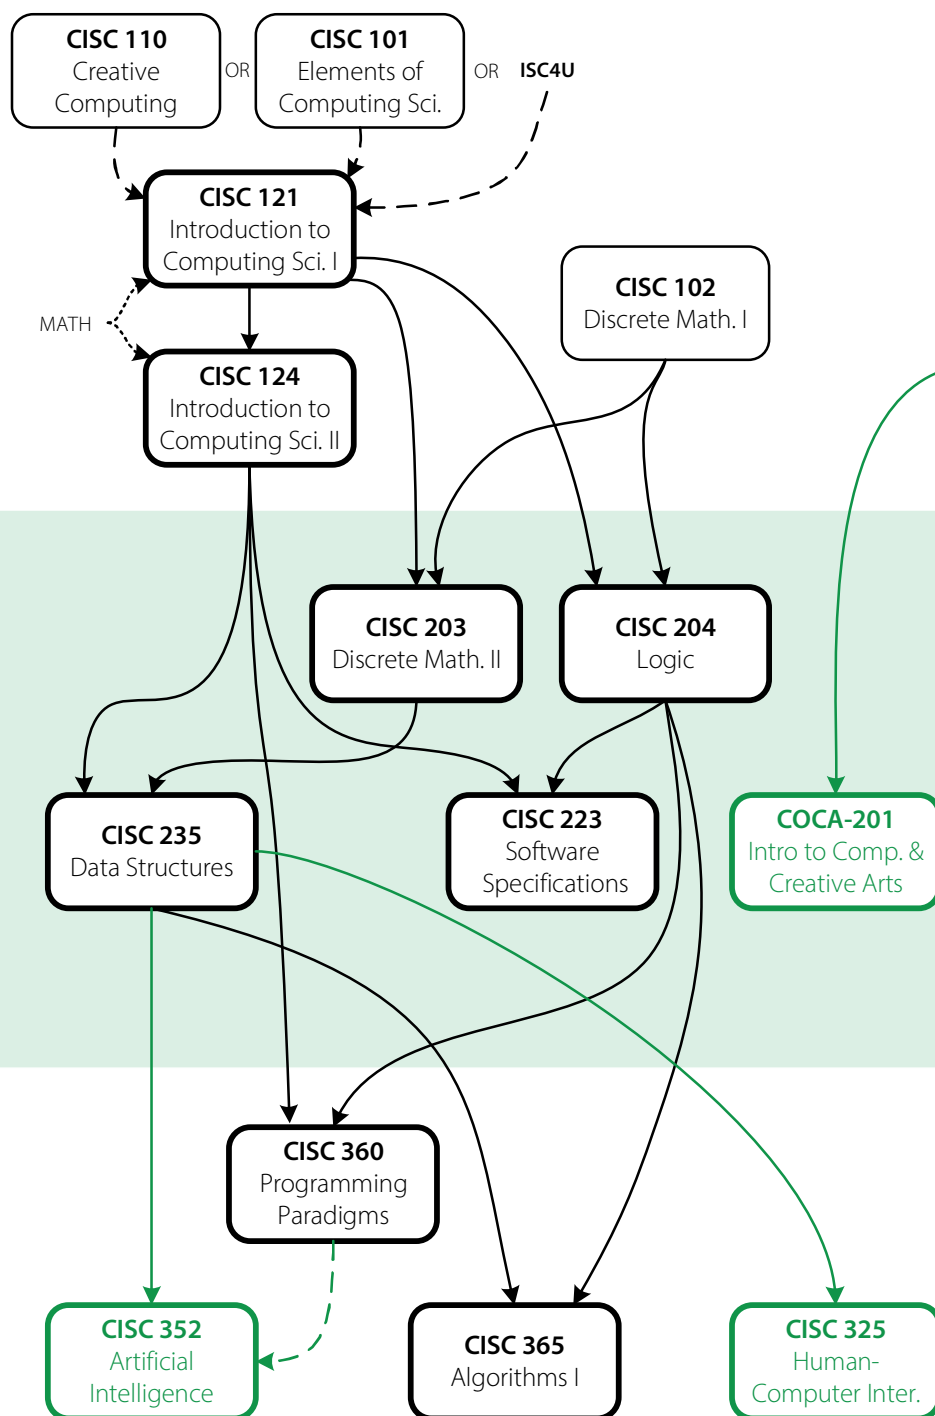 CISC 110
Creative
Computing
OR
CISC 101
Elements of
Computing Sci.
OR
ISC4U
CISC 121
Introduction to
Computing Sci. I
MATH
CISC 102
Discrete Math. I
CISC 124
Introduction to
Computing Sci. II
CISC 203
Discrete Math. II
CISC 204
Logic
CISC 235
Data Structures
CISC 223
Software
Specifications
COCA-201
Intro to Comp. &
Creative Arts
CISC 360
Programming
Paradigms
CISC 352
Artificial
Intelligence
CISC 365
Algorithms I
CISC 325
Human-
Computer Inter.